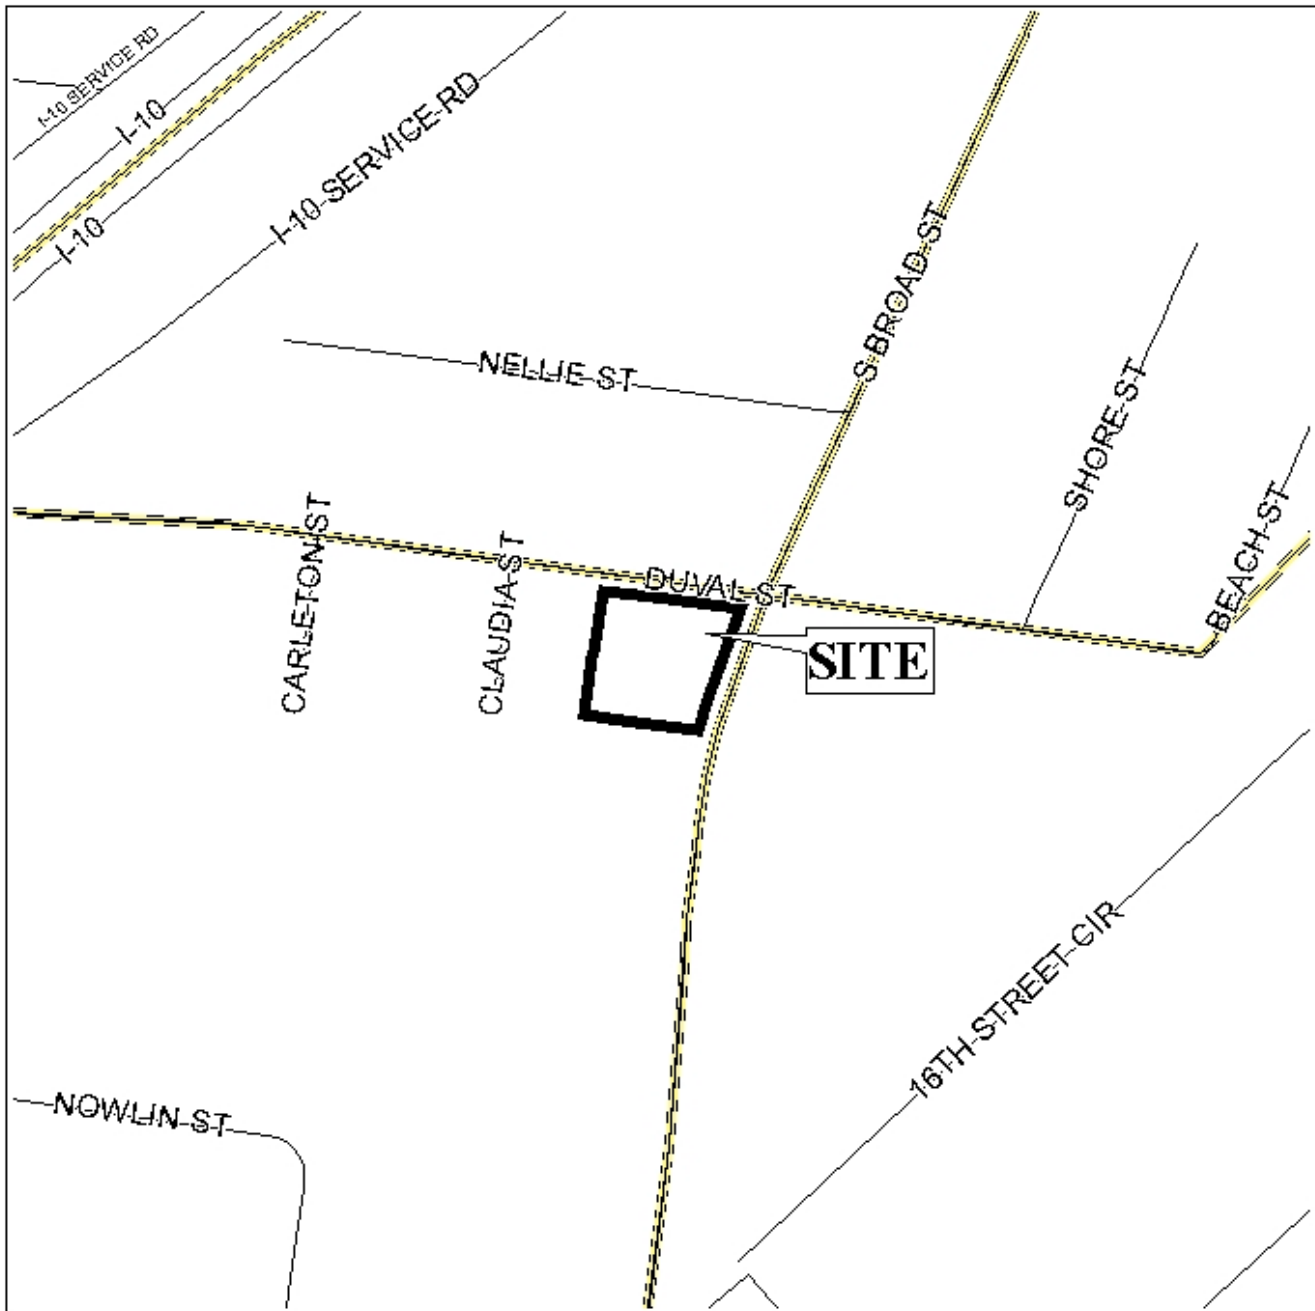 I-10 SERVICE RD
I-10
I-10
I-10 SERVICE RD
S BROAD ST
NELLIE ST
SHORE ST
BEACH ST
CARLETON ST
CLAUDIA ST
DUVAL ST
SITE
16TH STREET CIR
NOWLIN ST